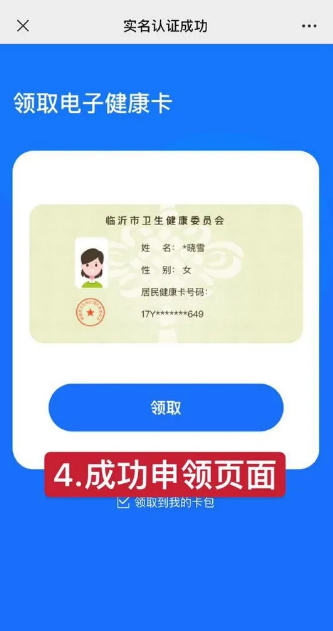 实名认证成功
领取电子健康卡
临沂市卫生健康委员会
姓 名: *晓雪
性 别: 女
居民健康卡号码:
17Y*******649
领取
4.成功申领页面
领取到我的卡包